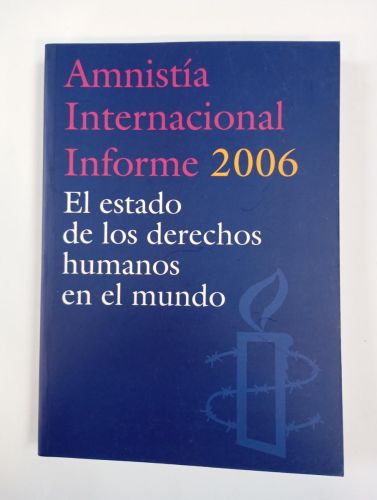 Amnistía
Internacional
Informe 2006
El estado
de los derechos
humanos
en el mundo